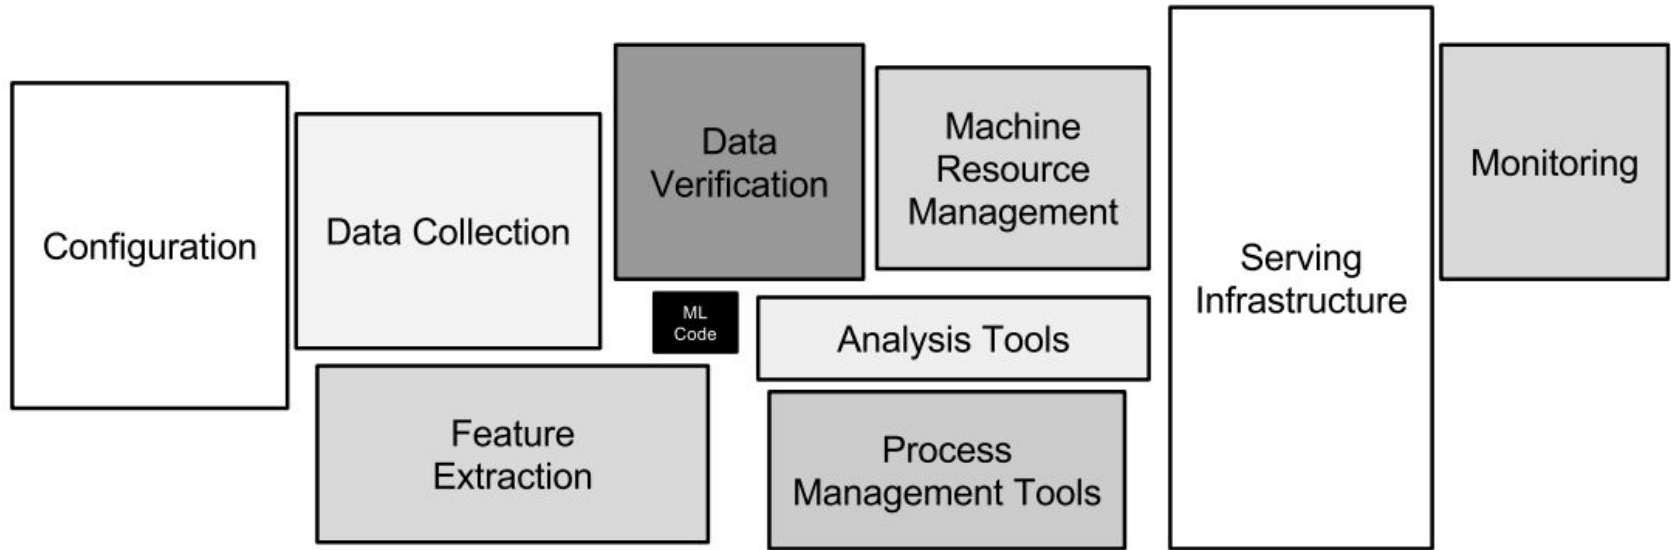 Configuration
Data Collection
Data
Verification
Machine
Resource
Management
Serving
Infrastructure
Monitoring
ML
Code
Analysis Tools
Feature
Extraction
Process
Management Tools